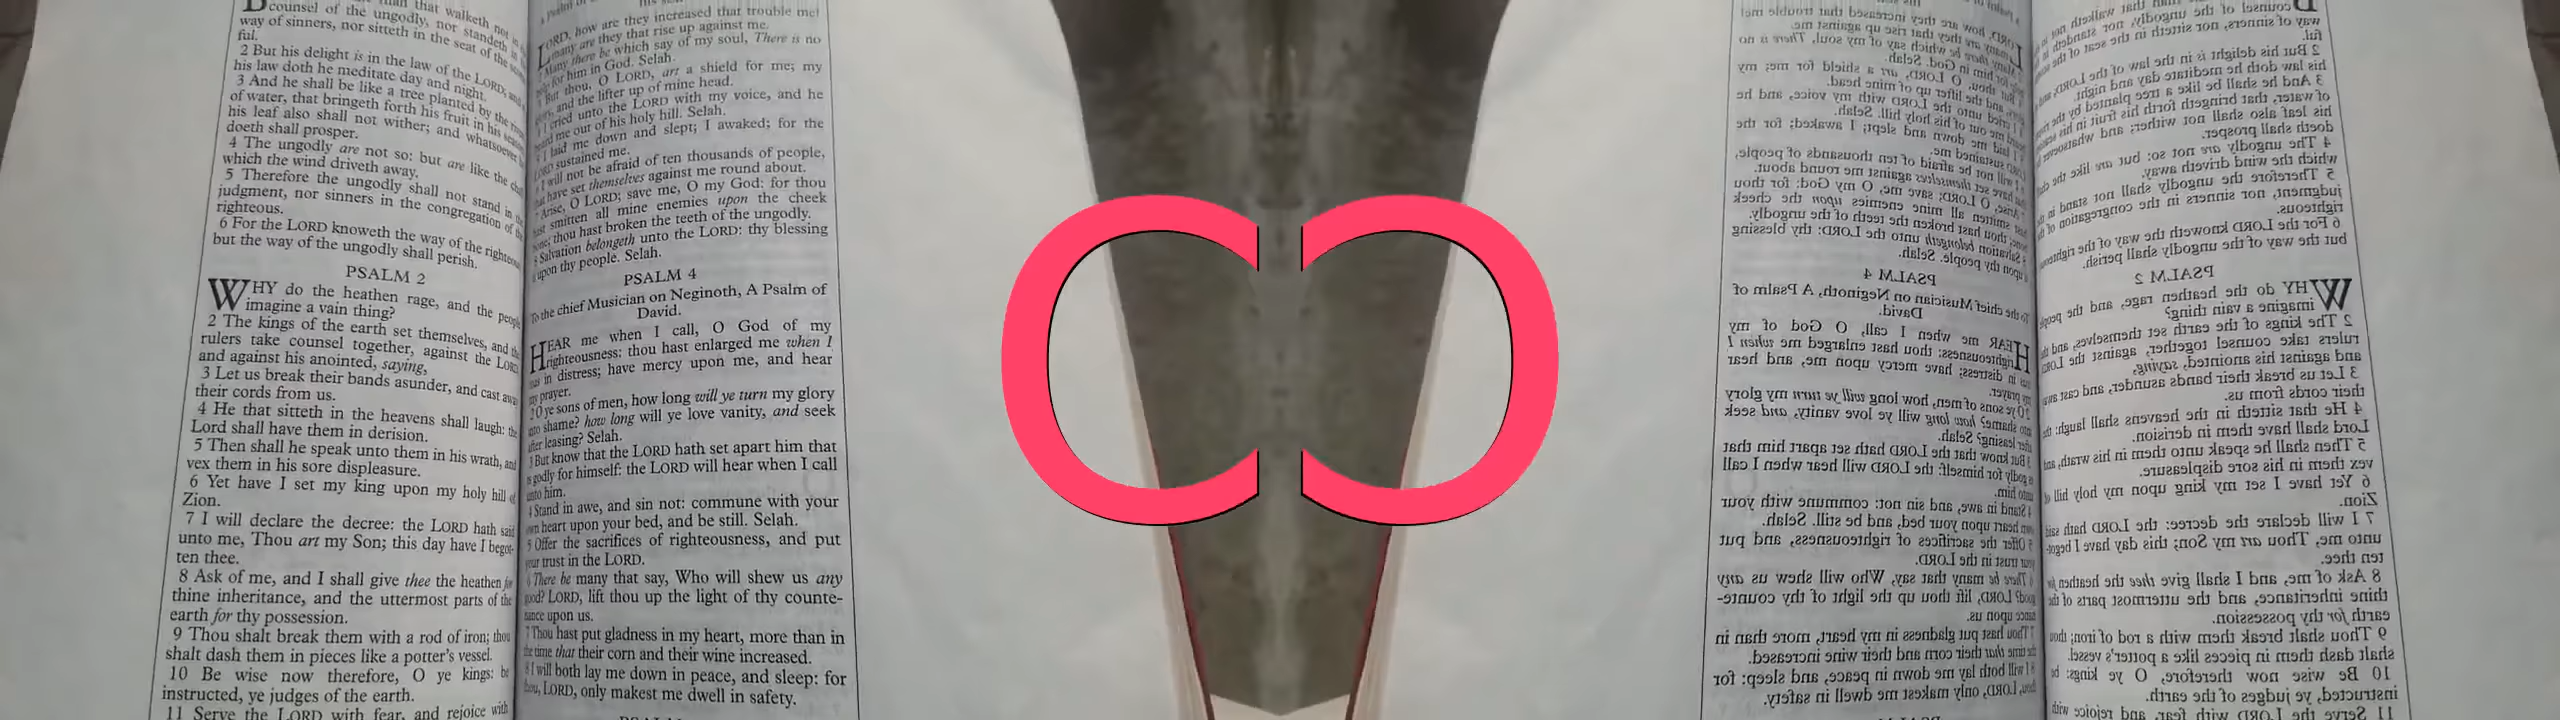 counsel of the ungodly, nor standeth
way of sinners, nor sitteth in the seat of the
ful.
2 But his delight is in the law of the LORD;
his law doth he meditate day and night.
3 And he shall be like a tree planted by the
of water, that bringeth forth his fruit in his
his leaf also shall not wither; and whatsoever
doeth shall prosper.
4 The ungodly are not so: but are like the
which the wind driveth away.
5 Therefore the ungodly shall not stand in
judgment, nor sinners in the congregation of
righteous.
6 For the LORD knoweth the way of the
but the way of the ungodly shall perish.
PSALM 2
WHY do the heathen rage, and the people
imagine a vain thing?
2 The kings of the earth set themselves, and
rulers take counsel together, against the LORD
and against his anointed, saying,
3 Let us break their bands asunder, and cast
their cords from us.
4 He that sitteth in the heavens shall laugh:
Lord shall have them in derision.
5 Then shall he speak unto them in his wrath, and
vex them in his sore displeasure.
6 Yet have I set my king upon my holy hill
Zion.
7 I will declare the decree: the LORD hath said
unto me, Thou art my Son; this day have I begot-
ten thee.
8 Ask of me, and I shall give thee the heathen
thine inheritance, and the uttermost parts of the
earth for thy possession.
9 Thou shalt break them with a rod of iron; thou
shalt dash them in pieces like a potter's vessel.
10 Be wise now therefore, O ye kings: be
instructed, ye judges of the earth.
11 Serve the LORD with fear, and rejoice with
LORD, how are they increased that trouble me!
many are they that rise up against me.
Many there be which say of my soul, There is no
for him in God. Selah.
But thou, O LORD, art a shield for me; my
and the lifter up of mine head.
I cried unto the LORD with my voice, and he
heard me out of his holy hill. Selah.
I laid me down and slept; I awaked; for the
LORD sustained me.
I will not be afraid of ten thousands of people,
that have set themselves against me round about.
Arise, O LORD; save me, O my God: for thou
hast smitten all mine enemies upon the cheek
bone; thou hast broken the teeth of the ungodly.
Salvation belongeth unto the LORD: thy blessing
upon thy people. Selah.
PSALM 4
To the chief Musician on Neginoth, A Psalm of
David.
HEAR me when I call, O God of my
righteousness: thou hast enlarged me when I
in distress; have mercy upon me, and hear
my prayer.
2 O ye sons of men, how long will ye turn my glory
into shame? how long will ye love vanity, and seek
after leasing? Selah.
3 But know that the LORD hath set apart him that
is godly for himself: the LORD will hear when I call
unto him.
4 Stand in awe, and sin not: commune with your
own heart upon your bed, and be still. Selah.
5 Offer the sacrifices of righteousness, and put
your trust in the LORD.
6 There be many that say, Who will shew us any
good? LORD, lift thou up the light of thy counte-
nance upon us.
7 Thou hast put gladness in my heart, more than in
the time that their corn and their wine increased.
8 I will both lay me down in peace, and sleep: for
thou, LORD, only makest me dwell in safety.
C